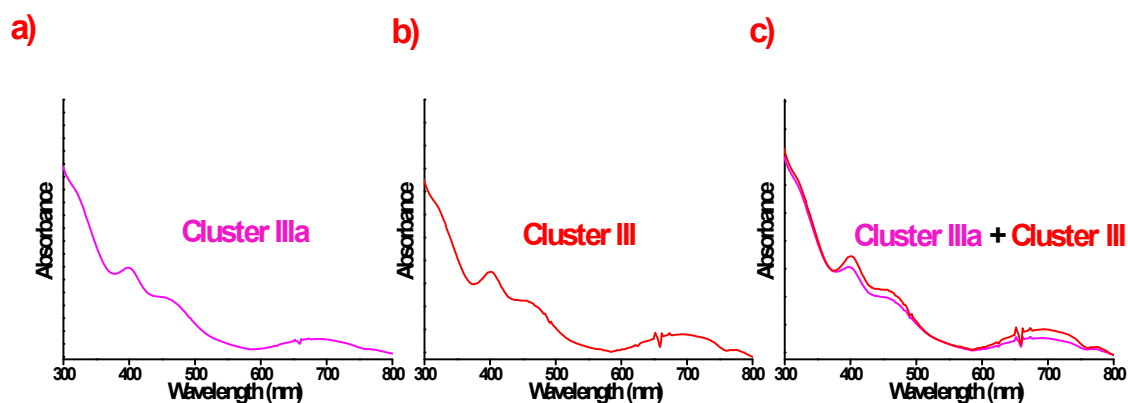 a)
b)
c)
Absorbance
Cluster IIIa
300 400 500 600 700 800
Wavelength (nm)
Absorbance
Cluster III
300 400 500 600 700 800
Wavelength (nm)
Absorbance
Cluster IIIa + Cluster III
300 400 500 600 700 800
Wavelength (nm)